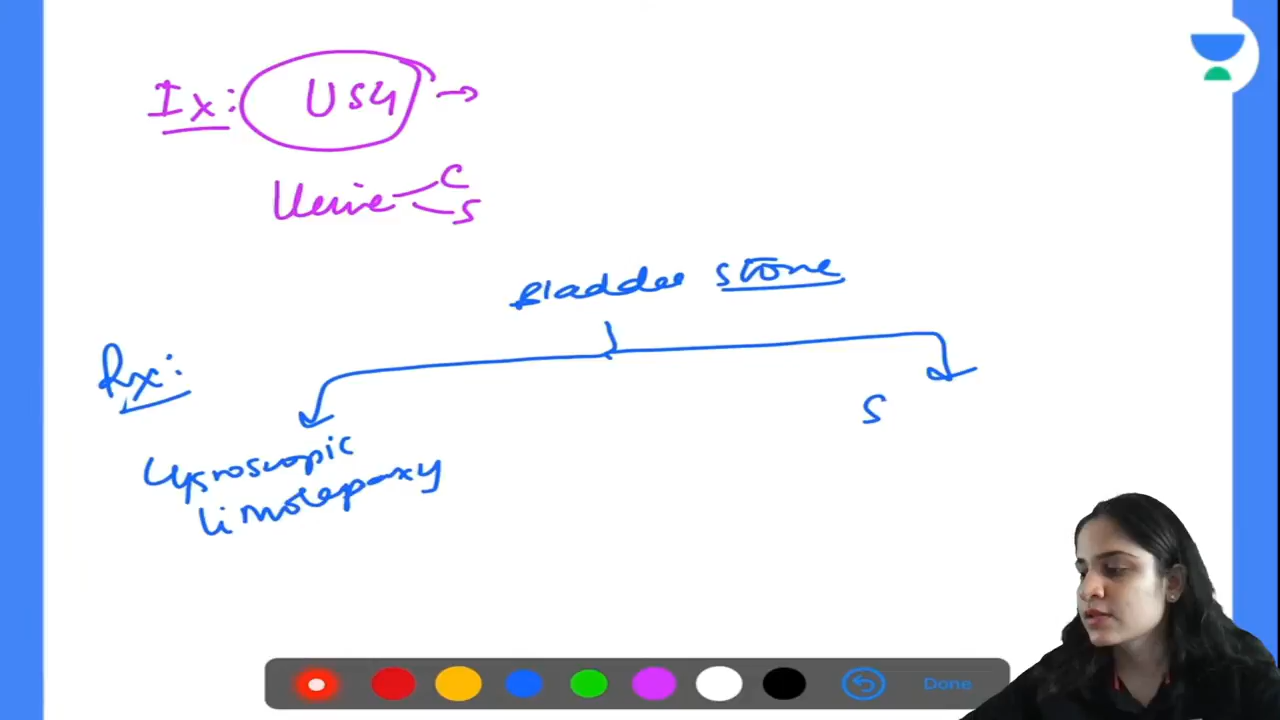 Ix: USG →
Urine C
S
Bladder stone
Rx:
S
Cystoscopic
litholapaxy
Done